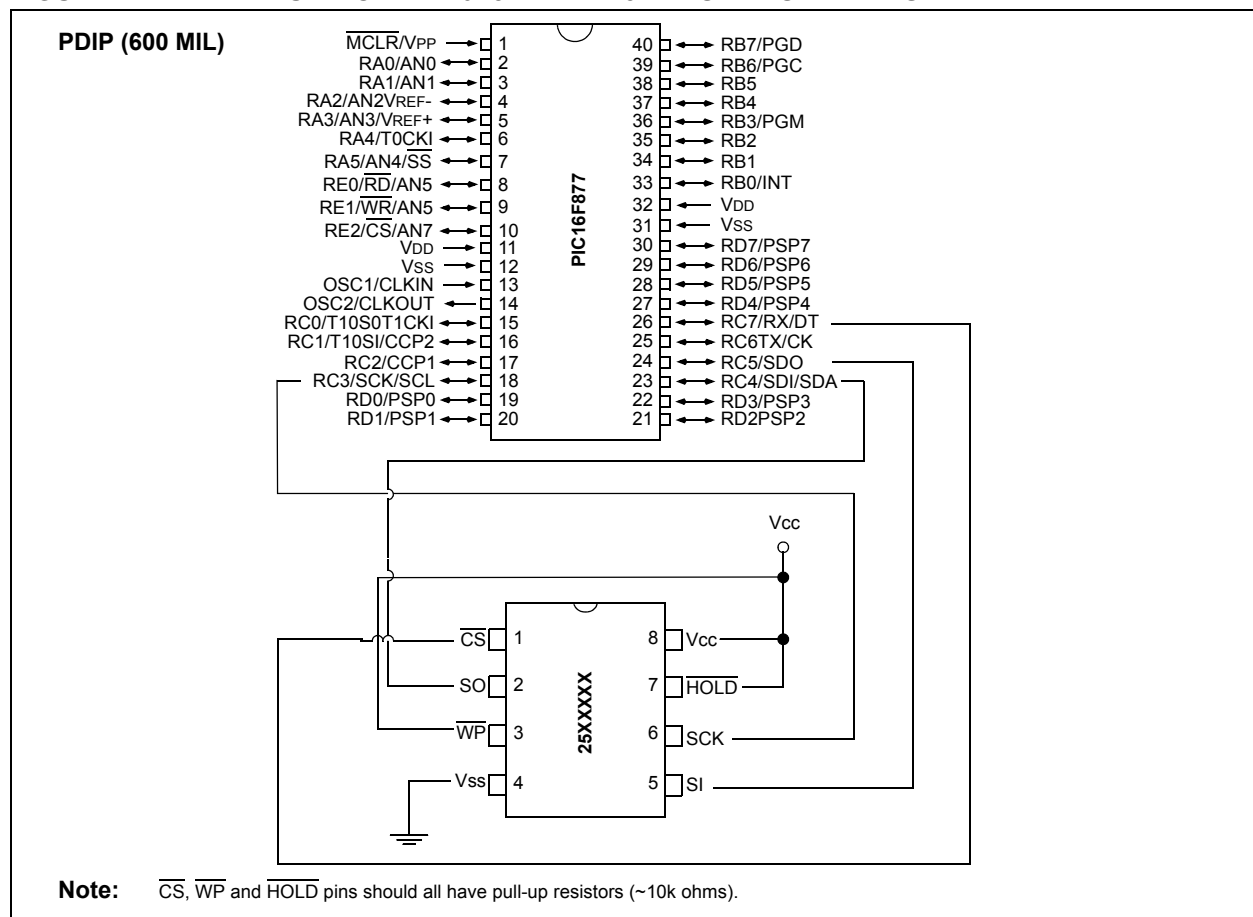 PDIP (600 MIL)
MCLR/VPP
RA0/AN0
RA1/AN1
RA2/AN2VREF-
RA3/AN3/VREF+
RA4/T0CKI
RA5/AN4/SS
RE0/RD/AN5
RE1/WR/AN5
RE2/CS/AN7
VDD
VSS
OSC1/CLKIN
OSC2/CLKOUT
RC0/T10S0T1CKI
RC1/T10SI/CCP2
RC2/CCP1
RC3/SCK/SCL
RD0/PSP0
RD1/PSP1
1
2
3
4
5
6
7
8
9
10
11
12
13
14
15
16
17
18
19
20
PIC16F877
40
39
38
37
36
35
34
33
32
31
30
29
28
27
26
25
24
23
22
21
RB7/PGD
RB6/PGC
RB5
RB4
RB3/PGM
RB2
RB1
RB0/INT
VDD
VSS
RD7/PSP7
RD6/PSP6
RD5/PSP5
RD4/PSP4
RC7/RX/DT
RC6TX/CK
RC5/SDO
RC4/SDI/SDA
RD3/PSP3
RD2PSP2
Vcc
CS
SO
WP
Vss
1
2
3
4
25XXXXX
8
7
6
5
Vcc
HOLD
SCK
SI
Note: CS, WP and HOLD pins should all have pull-up resistors (~10k ohms).